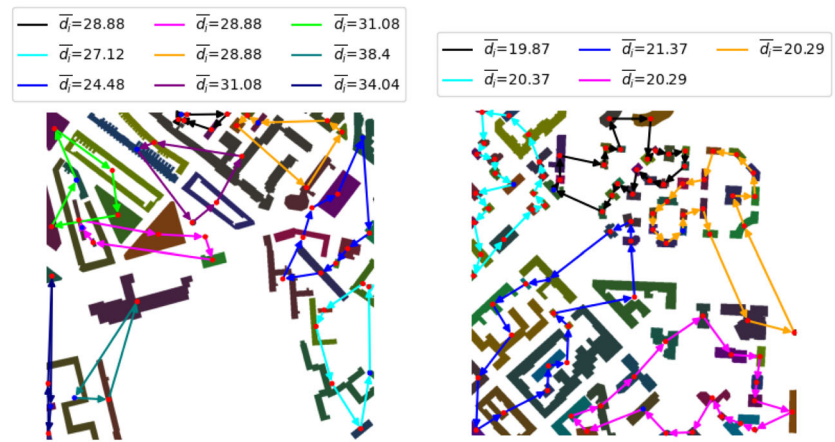 d̅ᵢ=28.88 d̅ᵢ=28.88 d̅ᵢ=31.08
d̅ᵢ=27.12 d̅ᵢ=28.88 d̅ᵢ=38.4
d̅ᵢ=24.48 d̅ᵢ=31.08 d̅ᵢ=34.04
d̅ᵢ=19.87 d̅ᵢ=21.37 d̅ᵢ=20.29
d̅ᵢ=20.37 d̅ᵢ=20.29